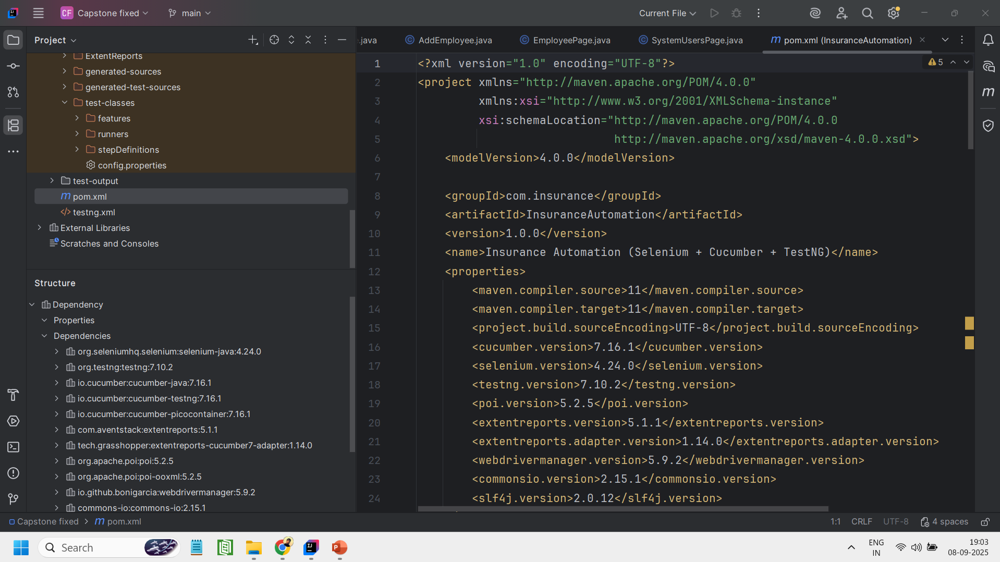 CF Capstone fixed main Current File
Project
.java AddEmployee.java EmployeePage.java SystemUsersPage.java m pom.xml (InsuranceAutomation)
ExtentReports
generated-sources
generated-test-sources
test-classes
features
runners
stepDefinitions
config.properties
test-output
m pom.xml
</> testng.xml
External Libraries
Scratches and Consoles
Structure
Dependency
Properties
Dependencies
org.seleniumhq.selenium:selenium-java:4.24.0
org.testng:testng:7.10.2
io.cucumber:cucumber-java:7.16.1
io.cucumber:cucumber-testng:7.16.1
io.cucumber:cucumber-picocontainer:7.16.1
com.aventstack:extentreports:5.1.1
tech.grasshopper:extentreports-cucumber7-adapter:1.14.0
org.apache.poi:poi:5.2.5
org.apache.poi:poi-ooxml:5.2.5
io.github.bonigarcia:webdrivermanager:5.9.2
commons-io:commons-io:2.15.1
5
1 <?xml version="1.0" encoding="UTF-8"?>
2 <project xmlns="http://maven.apache.org/POM/4.0.0"
3 xmlns:xsi="http://www.w3.org/2001/XMLSchema-instance"
4 xsi:schemaLocation="http://maven.apache.org/POM/4.0.0
5 http://maven.apache.org/xsd/maven-4.0.0.xsd">
6 <modelVersion>4.0.0</modelVersion>
7
8 <groupId>com.insurance</groupId>
9 <artifactId>InsuranceAutomation</artifactId>
10 <version>1.0.0</version>
11 <name>Insurance Automation (Selenium + Cucumber + TestNG)</name>
12 <properties>
13 <maven.compiler.source>11</maven.compiler.source>
14 <maven.compiler.target>11</maven.compiler.target>
15 <project.build.sourceEncoding>UTF-8</project.build.sourceEncoding>
16 <cucumber.version>7.16.1</cucumber.version>
17 <selenium.version>4.24.0</selenium.version>
18 <testng.version>7.10.2</testng.version>
19 <poi.version>5.2.5</poi.version>
20 <extentreports.version>5.1.1</extentreports.version>
21 <extentreports.adapter.version>1.14.0</extentreports.adapter.version>
22 <webdrivermanager.version>5.9.2</webdrivermanager.version>
23 <commonsio.version>2.15.1</commonsio.version>
24 <slf4j.version>2.0.12</slf4j.version>
Capstone fixed > m pom.xml 1:1 CRLF UTF-8 4 spaces
Search
ENG
IN
19:03
08-09-2025